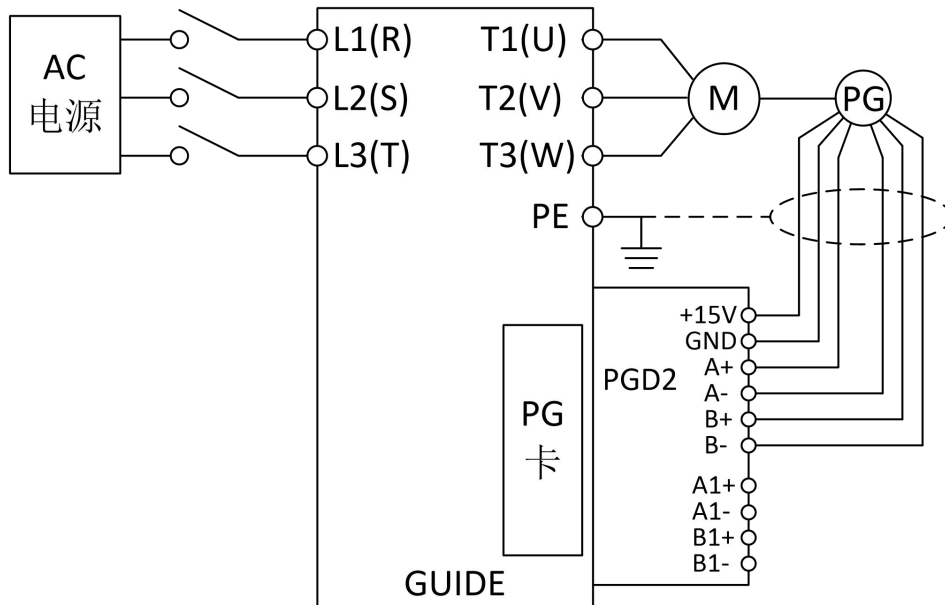 AC
电源
L1(R)
L2(S)
L3(T)
T1(U)
T2(V)
T3(W)
PE
M
PG
PG
卡
GUIDE
PGD2
+15V
GND
A+
A-
B+
B-
A1+
A1-
B1+
B1-